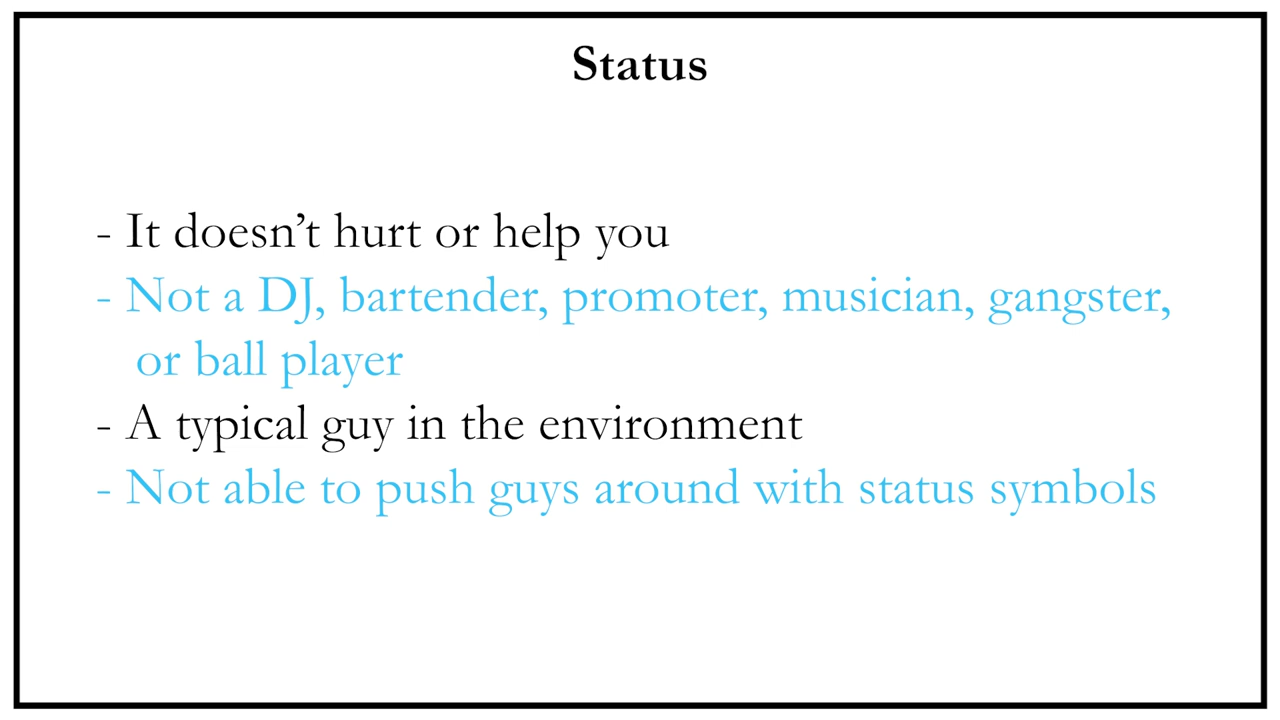 Status
- It doesn’t hurt or help you
- Not a DJ, bartender, promoter, musician, gangster,
or ball player
- A typical guy in the environment
- Not able to push guys around with status symbols